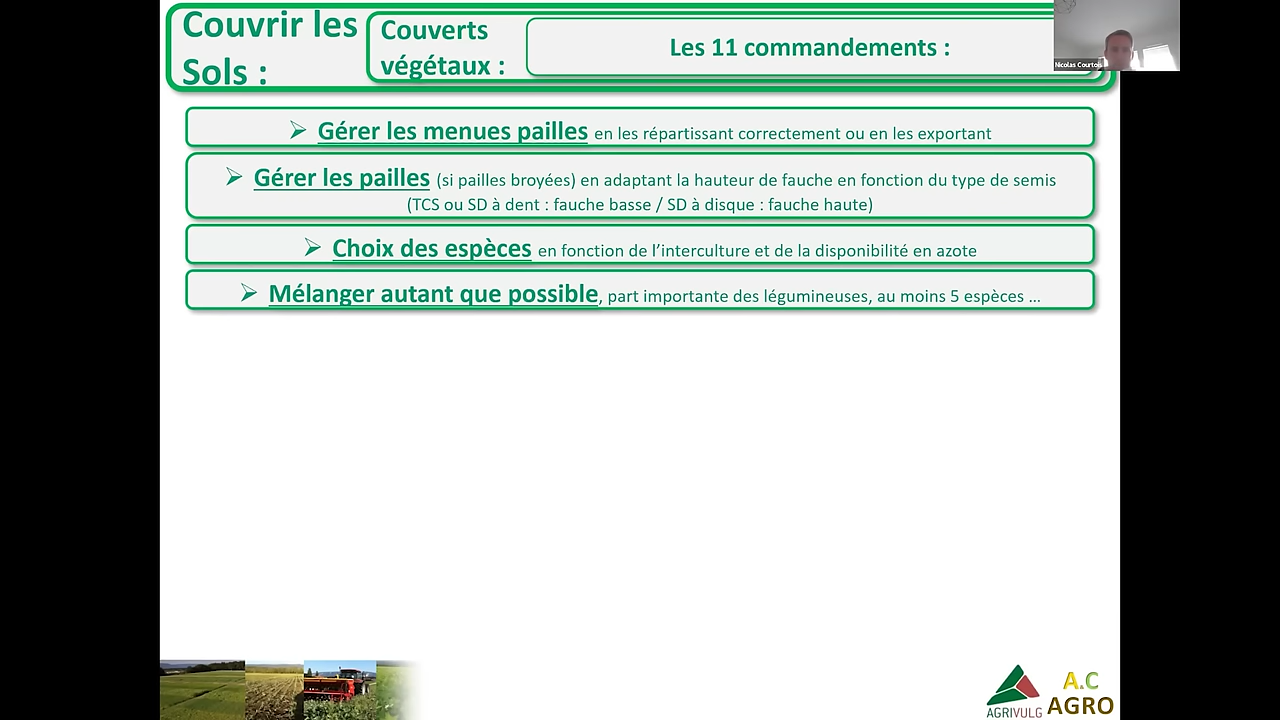 Couvrir les
Sols :
Couverts
végétaux :
Les 11 commandements :
Nicolas Courtois
➢ Gérer les menues pailles en les répartissant correctement ou en les exportant
➢ Gérer les pailles (si pailles broyées) en adaptant la hauteur de fauche en fonction du type de semis
(TCS ou SD à dent : fauche basse / SD à disque : fauche haute)
➢ Choix des espèces en fonction de l’interculture et de la disponibilité en azote
➢ Mélanger autant que possible, part importante des légumineuses, au moins 5 espèces ...
AGRIVULG
A.C
AGRO